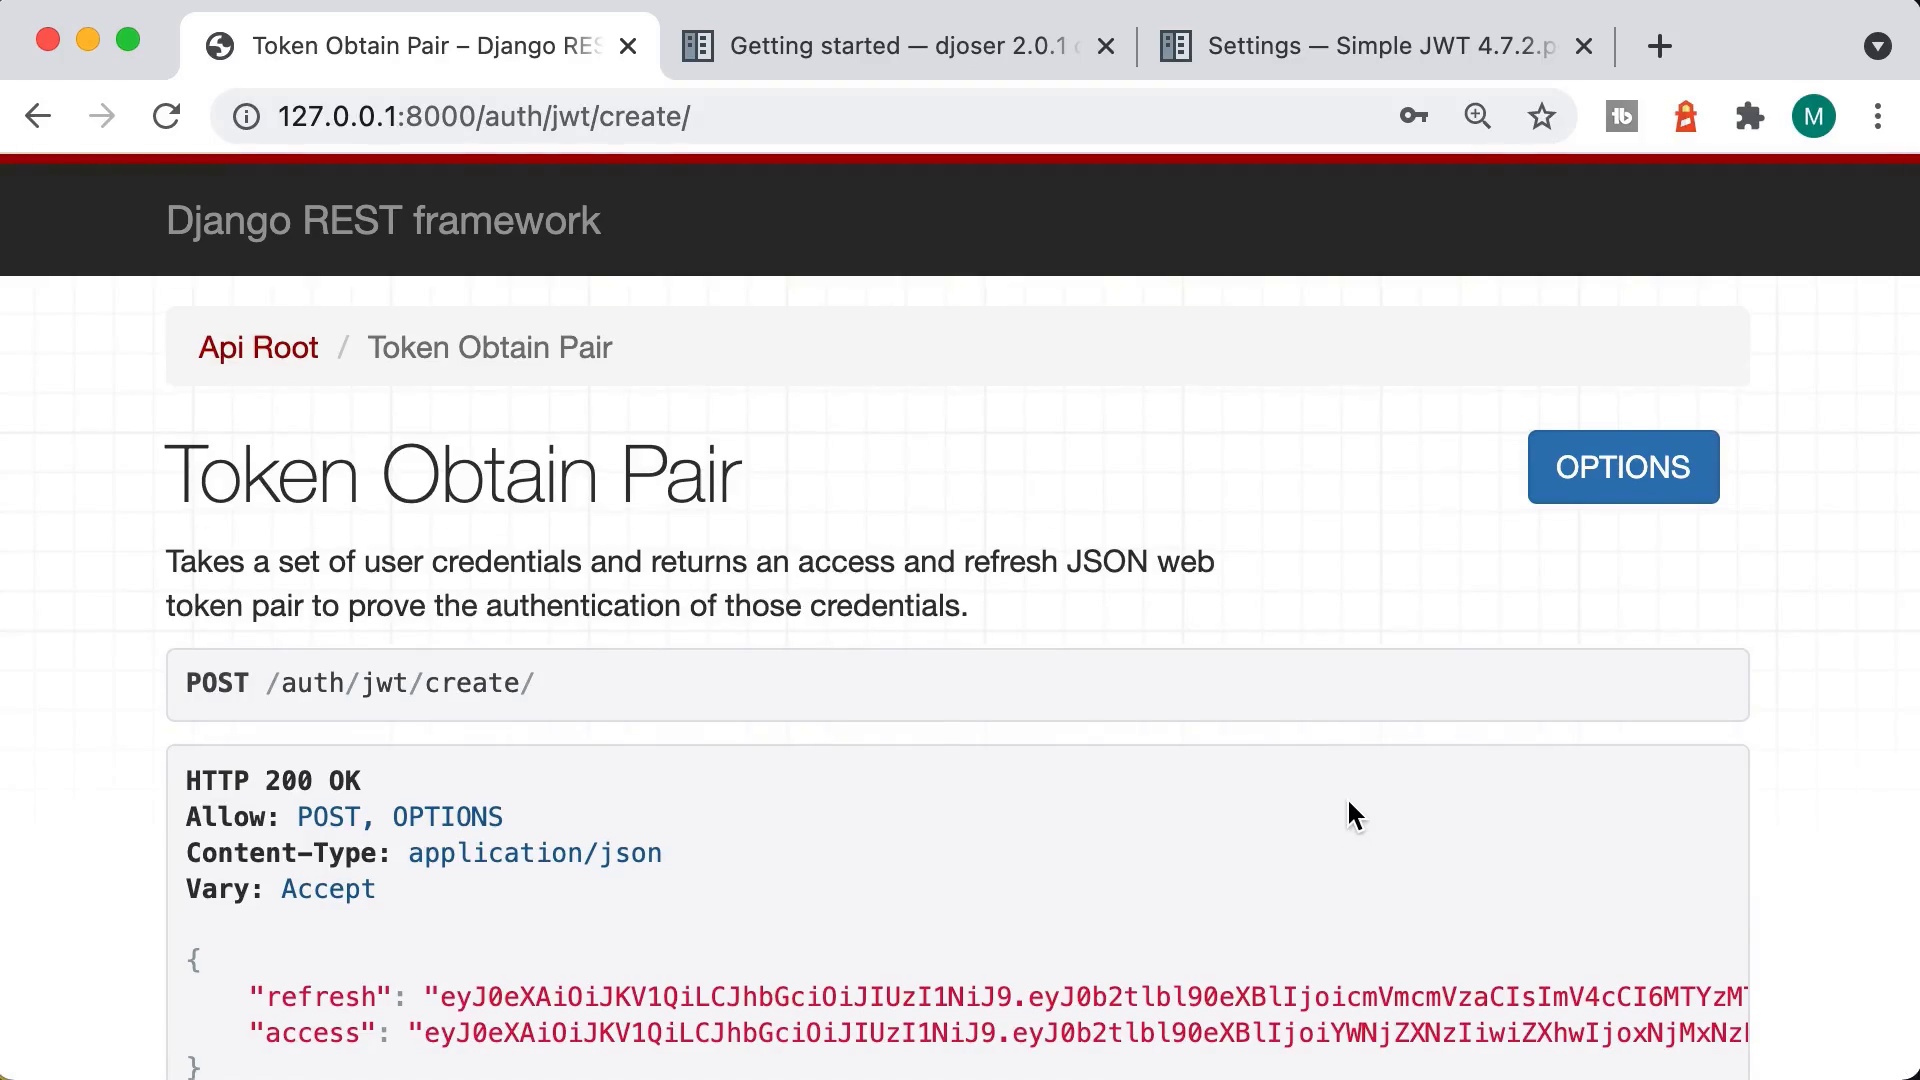 Token Obtain Pair – Django RES
Getting started — djoser 2.0.1
Settings — Simple JWT 4.7.2.p
127.0.0.1:8000/auth/jwt/create/
M
Django REST framework
Api Root / Token Obtain Pair
Token Obtain Pair
OPTIONS
Takes a set of user credentials and returns an access and refresh JSON web
token pair to prove the authentication of those credentials.
POST /auth/jwt/create/
HTTP 200 OK
Allow: POST, OPTIONS
Content-Type: application/json
Vary: Accept
{
"refresh": "eyJ0eXAiOiJKV1QiLCJhbGciOiJIUzI1NiJ9.eyJ0b2tlbl90eXBlIjoicmVmcmVzaCIsImV4cCI6MTYzMT
"access": "eyJ0eXAiOiJKV1QiLCJhbGciOiJIUzI1NiJ9.eyJ0b2tlbl90eXBlIjoiYWNjZXNzIiwiZXhwIjoxNjMxNz
}